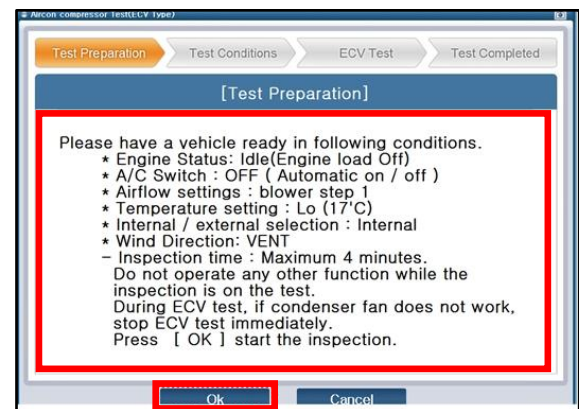 Aircon compressor Test(ECV Type)
Test Preparation
Test Conditions
ECV Test
Test Completed
[Test Preparation]
Please have a vehicle ready in following conditions.
* Engine Status: Idle(Engine load Off)
* A/C Switch : OFF ( Automatic on / off )
* Airflow settings : blower step 1
* Temperature setting : Lo (17'C)
* Internal / external selection : Internal
* Wind Direction: VENT
- Inspection time : Maximum 4 minutes.
Do not operate any other function while the
inspection is on the test.
During ECV test, if condenser fan does not work,
stop ECV test immediately.
Press [ OK ] start the inspection.
Ok
Cancel